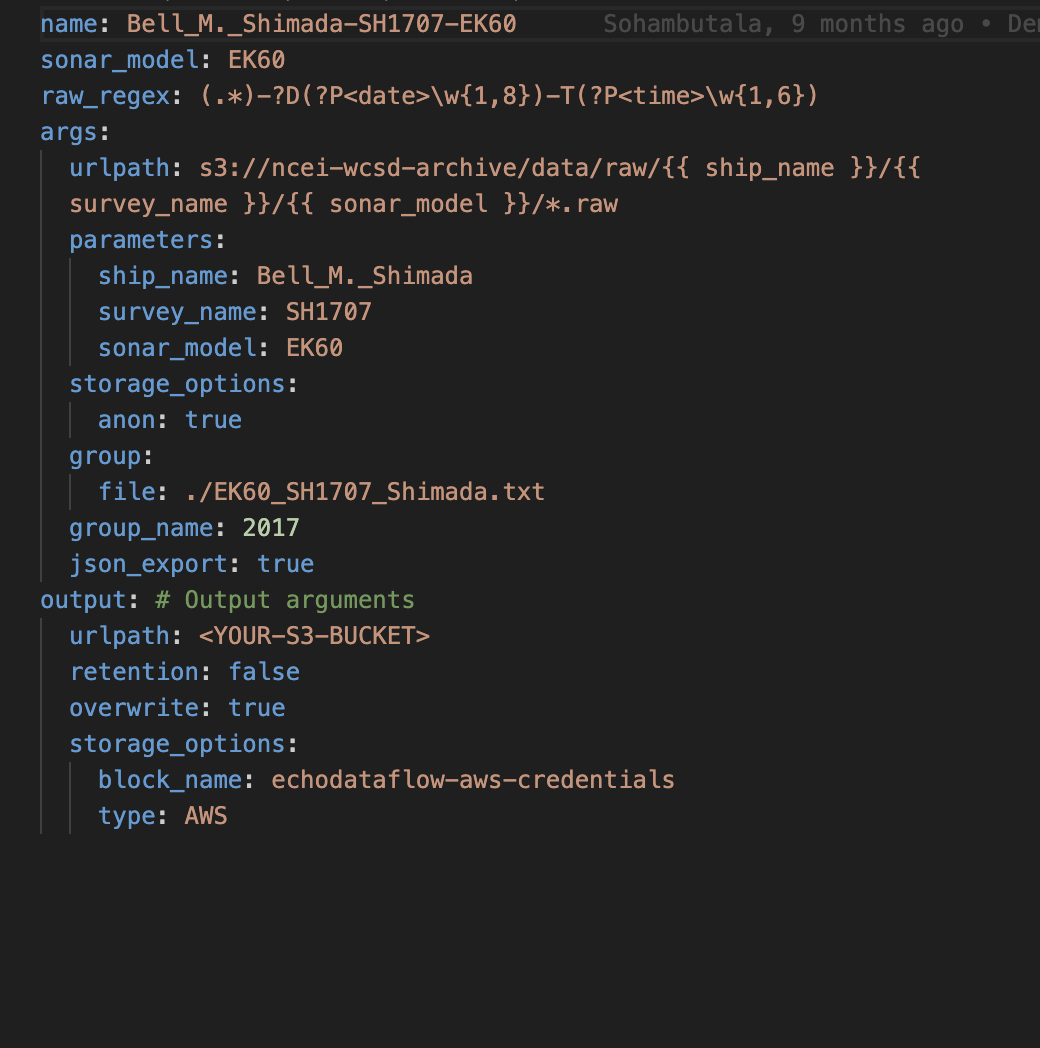 name: Bell_M._Shimada-SH1707-EK60 Sohambutala, 9 months ago •
sonar_model: EK60
raw_regex: (.*)-?D(?P<date>\w{1,8})-T(?P<time>\w{1,6})
args:
  urlpath: s3://ncei-wcsd-archive/data/raw/{{ ship_name }}/{{
  survey_name }}/{{ sonar_model }}/*.raw
  parameters:
    ship_name: Bell_M._Shimada
    survey_name: SH1707
    sonar_model: EK60
  storage_options:
    anon: true
  group:
    file: ./EK60_SH1707_Shimada.txt
  group_name: 2017
  json_export: true
output: # Output arguments
  urlpath: <YOUR-S3-BUCKET>
  retention: false
  overwrite: true
  storage_options:
    block_name: echodataflow-aws-credentials
    type: AWS